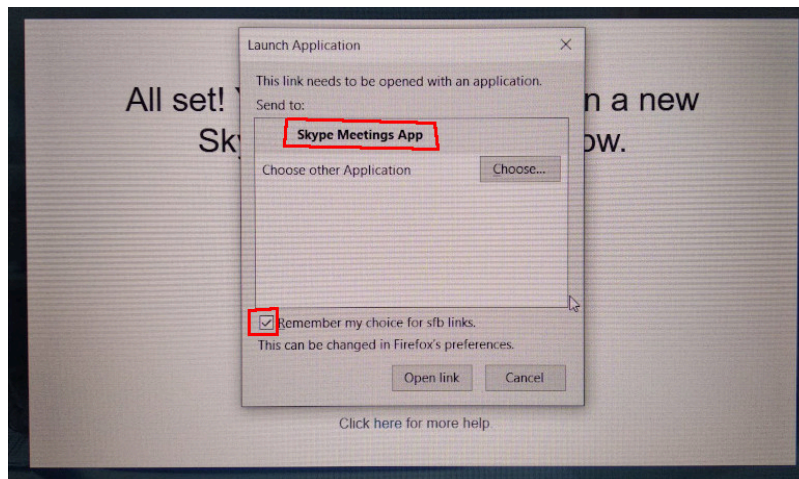 Launch Application
This link needs to be opened with an application.
All set! n a new
Send to:
Sk ow.
Skype Meetings App
Choose other Application Choose...
Remember my choice for sfb links.
This can be changed in Firefox's preferences.
Open link Cancel
Click here for more help